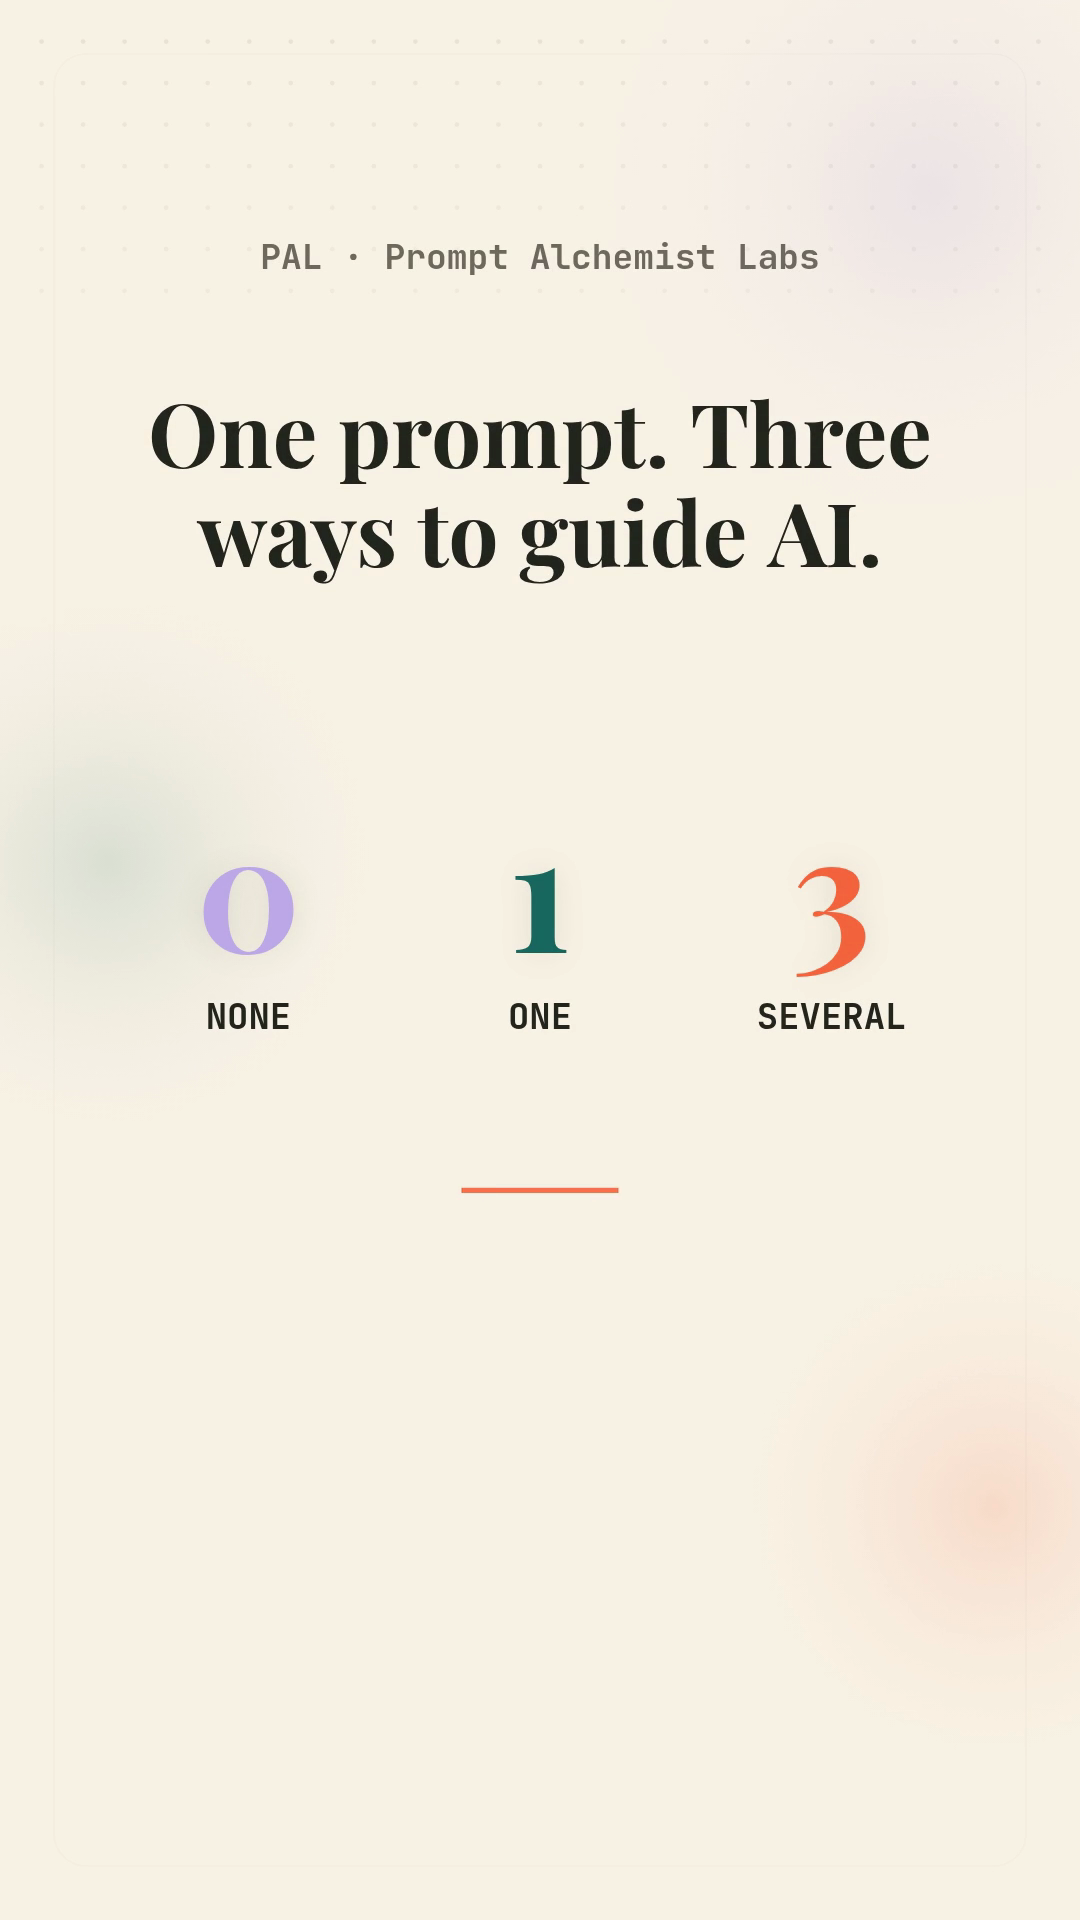 PAL · Prompt Alchemist Labs
One prompt. Three
ways to guide AI.
0 1 3
NONE ONE SEVERAL